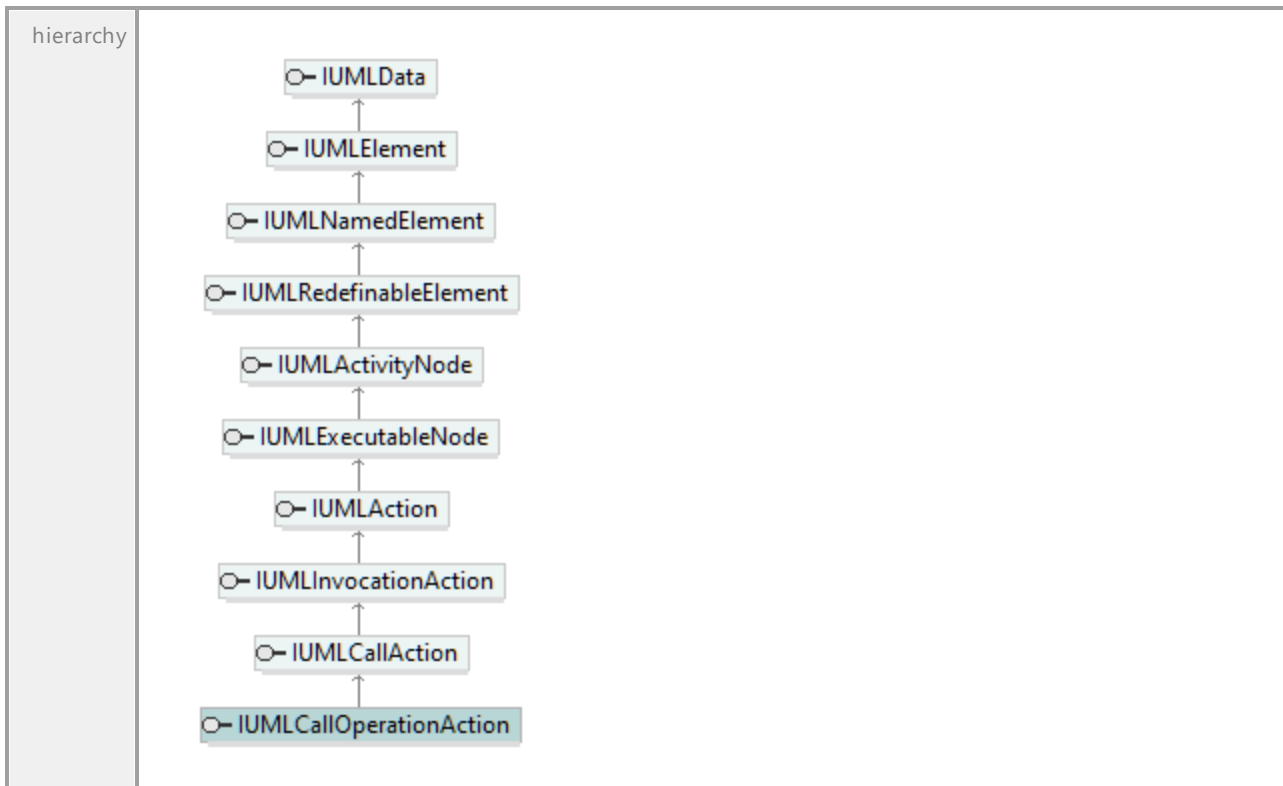 hierarchy
IUMLData
IUMLElement
IUMLNamedElement
IUMLRedefinableElement
IUMLActivityNode
IUMLExecutableNode
IUMLAction
IUMLInvocationAction
IUMLCallAction
IUMLCallOperationAction